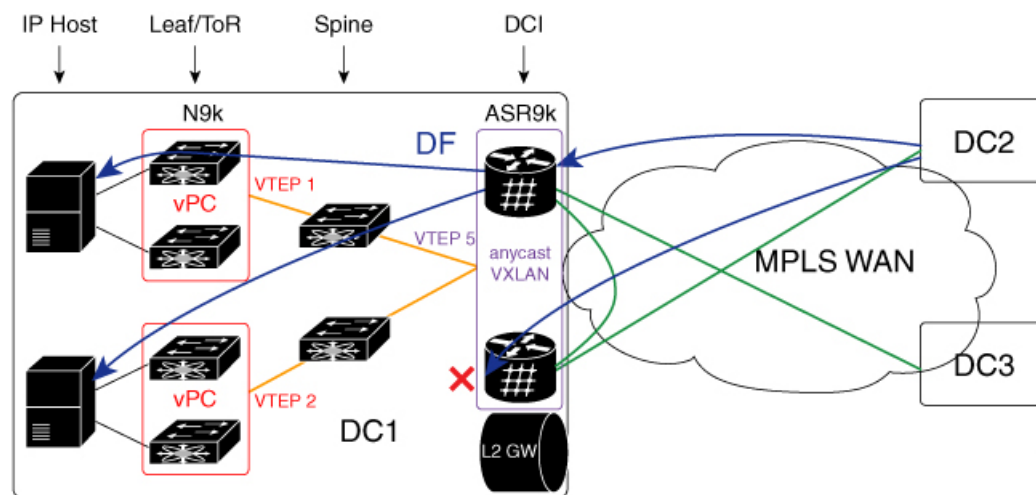 IP Host
Leaf/ToR
Spine
DCI
N9k
ASR9k
DF
DC2
VTEP 1
vPC
VTEP 5
anycast
VXLAN
MPLS WAN
DC3
vPC
VTEP 2
DC1
L2 GW